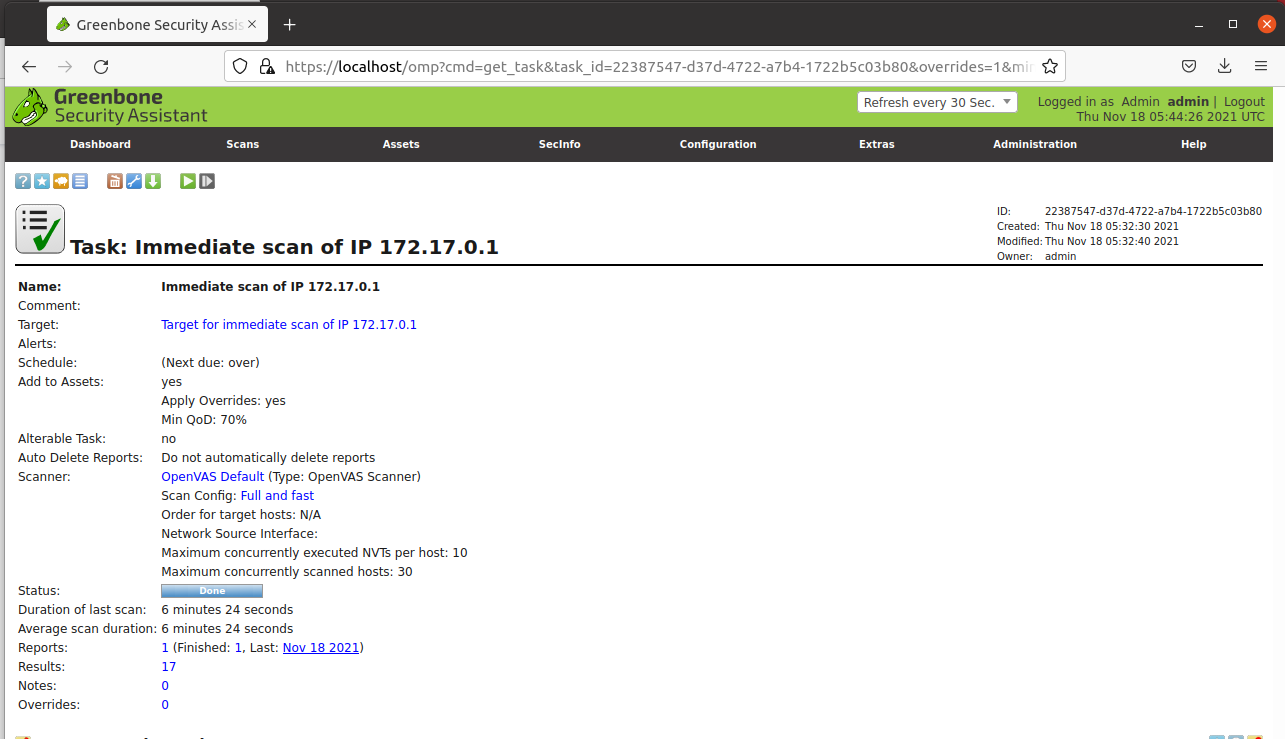 Greenbone Security Assis
https://localhost/omp?cmd=get_task&task_id=22387547-d37d-4722-a7b4-1722b5c03b80&overrides=1&min
Greenbone
Security Assistant
Refresh every 30 Sec.
Logged in as Admin admin | Logout
Thu Nov 18 05:44:26 2021 UTC
Dashboard Scans Assets SecInfo Configuration Extras Administration Help
ID: 22387547-d37d-4722-a7b4-1722b5c03b80
Created: Thu Nov 18 05:32:30 2021
Modified: Thu Nov 18 05:32:40 2021
Owner: admin
Task: Immediate scan of IP 172.17.0.1
Name: Immediate scan of IP 172.17.0.1
Comment:
Target: Target for immediate scan of IP 172.17.0.1
Alerts:
Schedule: (Next due: over)
Add to Assets: yes
Apply Overrides: yes
Min QoD: 70%
Alterable Task: no
Auto Delete Reports: Do not automatically delete reports
Scanner: OpenVAS Default (Type: OpenVAS Scanner)
Scan Config: Full and fast
Order for target hosts: N/A
Network Source Interface:
Maximum concurrently executed NVTs per host: 10
Maximum concurrently scanned hosts: 30
Status: Done
Duration of last scan: 6 minutes 24 seconds
Average scan duration: 6 minutes 24 seconds
Reports: 1 (Finished: 1, Last: Nov 18 2021)
Results: 17
Notes: 0
Overrides: 0